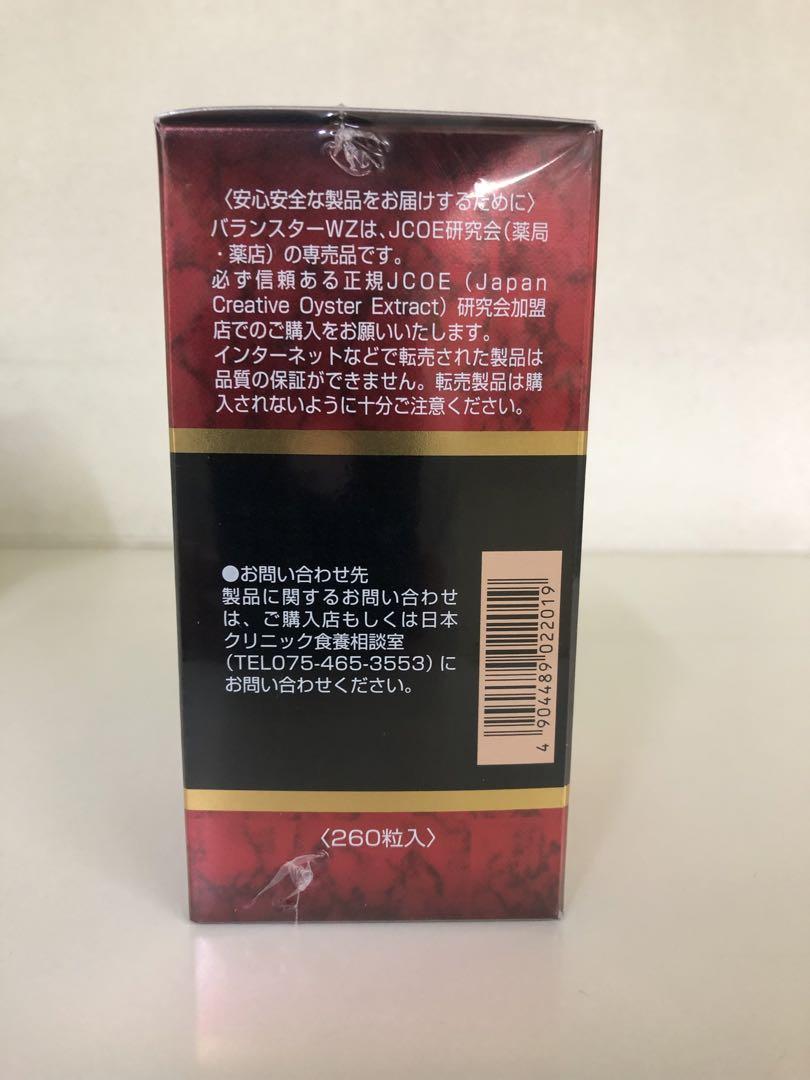 〈安心安全な製品をお届けするために〉
バランスターWZは、JCOE研究会(薬局
・薬店)の専売品です。
必ず信頼ある正規JCOE(Japan
Creative Oyster Extract)研究会加盟
店でのご購入をお願いいたします。
インターネットなどで転売された製品は
品質の保証ができません。転売製品は購
入されないように十分ご注意ください。
●お問い合わせ先
製品に関するお問い合わせ
は、ご購入店もしくは日本
クリニック食養相談室
(TEL075-465-3553)に
お問い合わせください。
4 904489 022019
〈260粒入〉